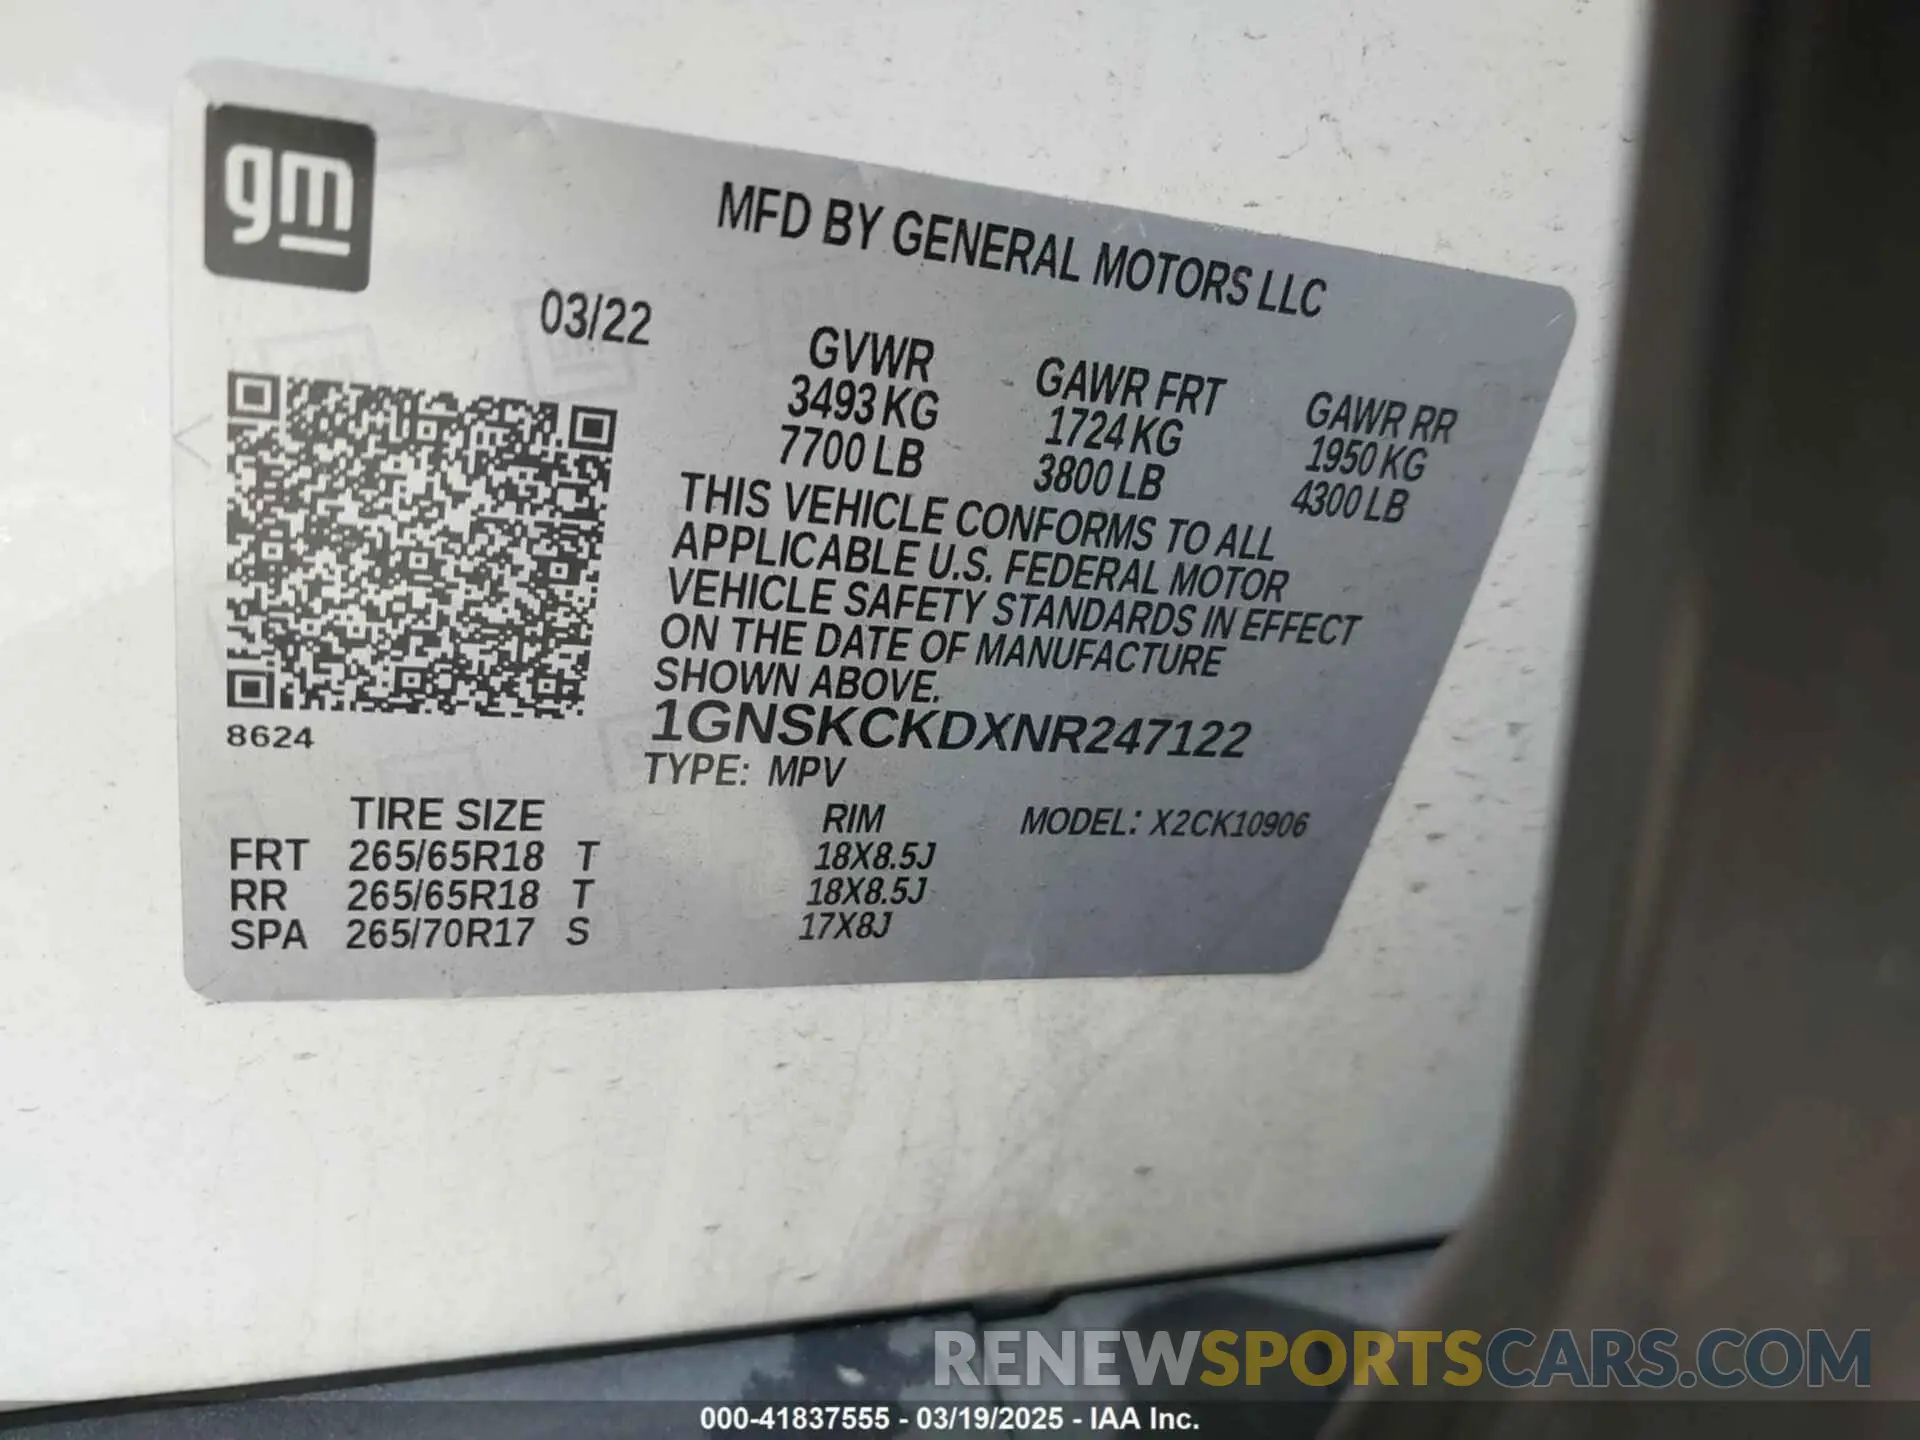 gm
MFD BY GENERAL MOTORS LLC
03/22
GVWR GAWR FRT GAWR RR
3493 KG 1724 KG 1950 KG
7700 LB 3800 LB 4300 LB
THIS VEHICLE CONFORMS TO ALL
APPLICABLE U.S. FEDERAL MOTOR
VEHICLE SAFETY STANDARDS IN EFFECT
ON THE DATE OF MANUFACTURE
SHOWN ABOVE.
1GNSKCKDXNR247122
8624
TYPE: MPV
TIRE SIZE RIM MODEL: X2CK10906
FRT 265/65R18 T 18X8.5J
RR 265/65R18 T 18X8.5J
SPA 265/70R17 S 17X8J
RENEWSPORTSCARS.COM
000-41837555 - 03/19/2025 - IAA Inc.